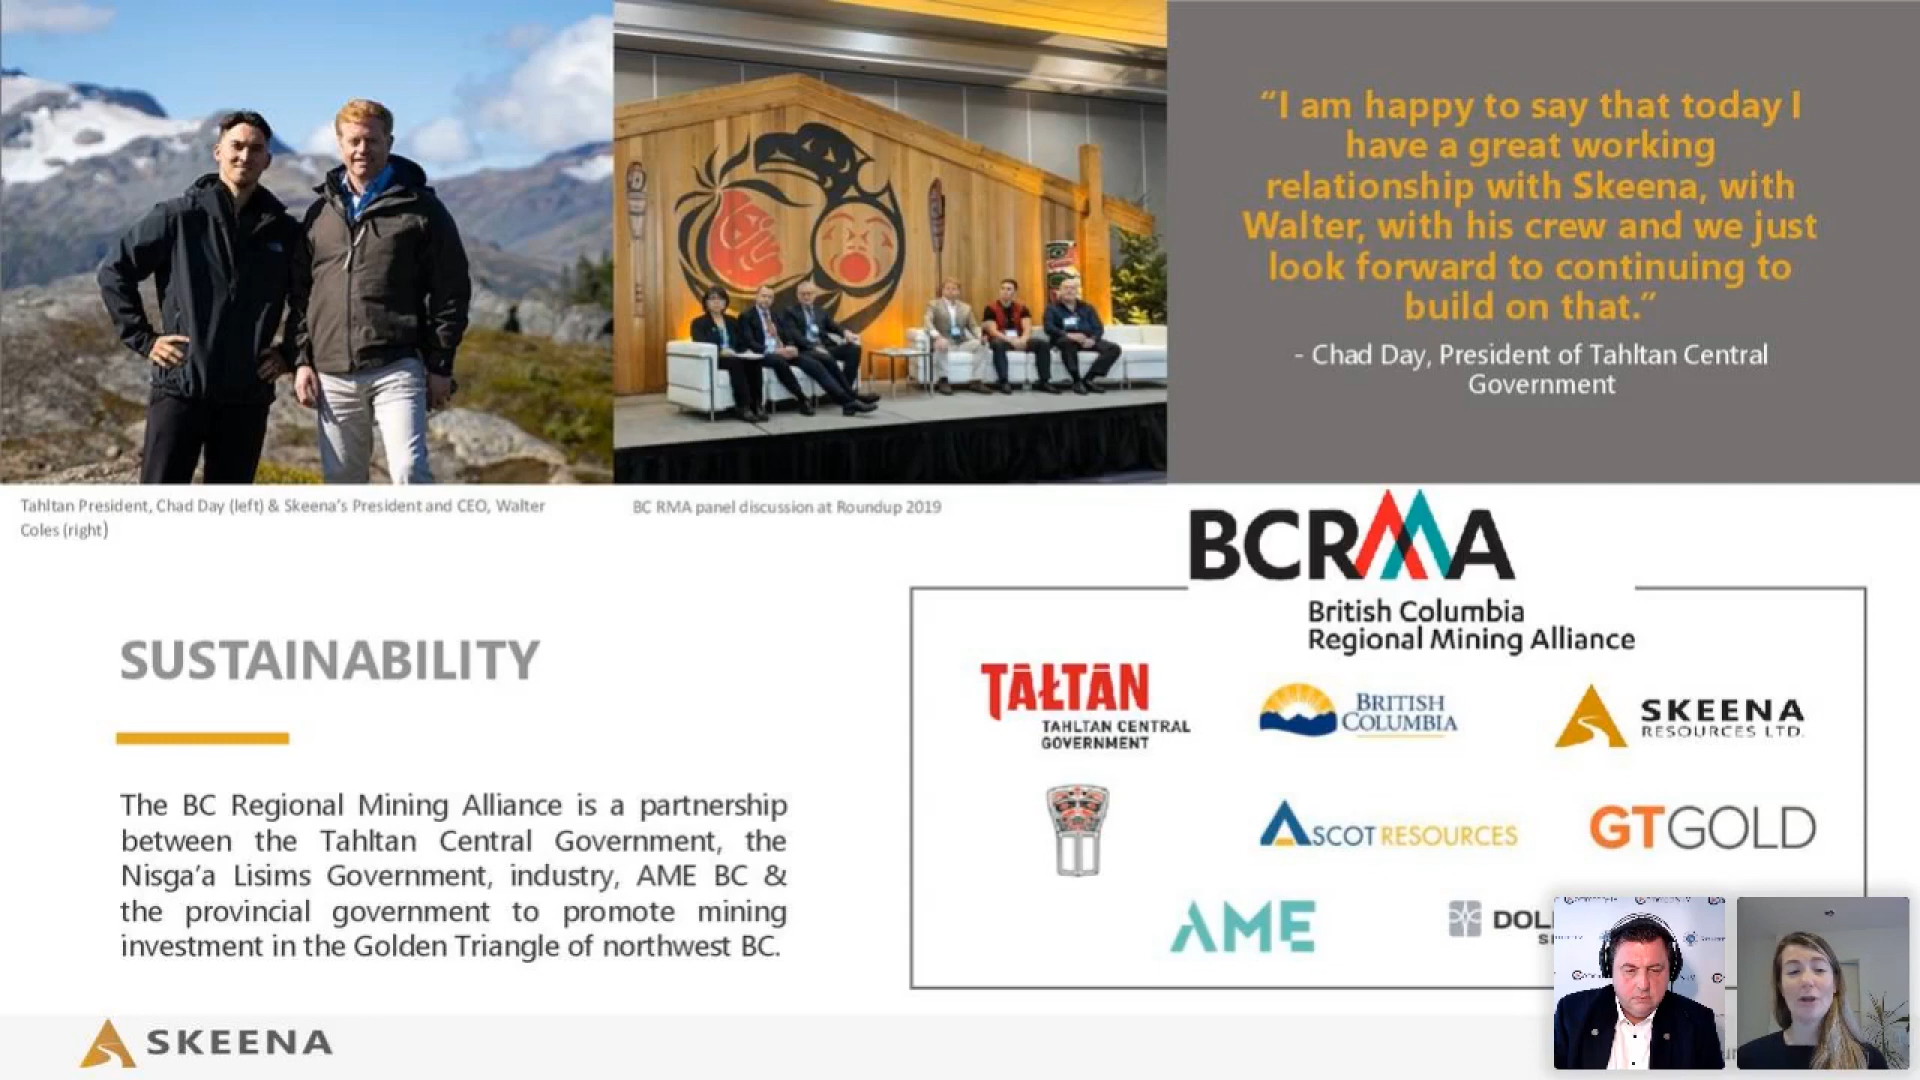 “I am happy to say that today I
have a great working
relationship with Skeena, with
Walter, with his crew and we just
look forward to continuing to
build on that.”
- Chad Day, President of Tahltan Central
Government
Tahltan President, Chad Day (left) & Skeena’s President and CEO, Walter
Coles (right)
BC RMA panel discussion at Roundup 2019
BCRMA
British Columbia
Regional Mining Alliance
SUSTAINABILITY
The BC Regional Mining Alliance is a partnership
between the Tahltan Central Government, the
Nisga’a Lisims Government, industry, AME BC &
the provincial government to promote mining
investment in the Golden Triangle of northwest BC.
TĀŁTĀN
TAHLTAN CENTRAL
GOVERNMENT
BRITISH
COLUMBIA
SKEENA
RESOURCES LTD.
ASCOT RESOURCES
GTGOLD
AME
SKEENA